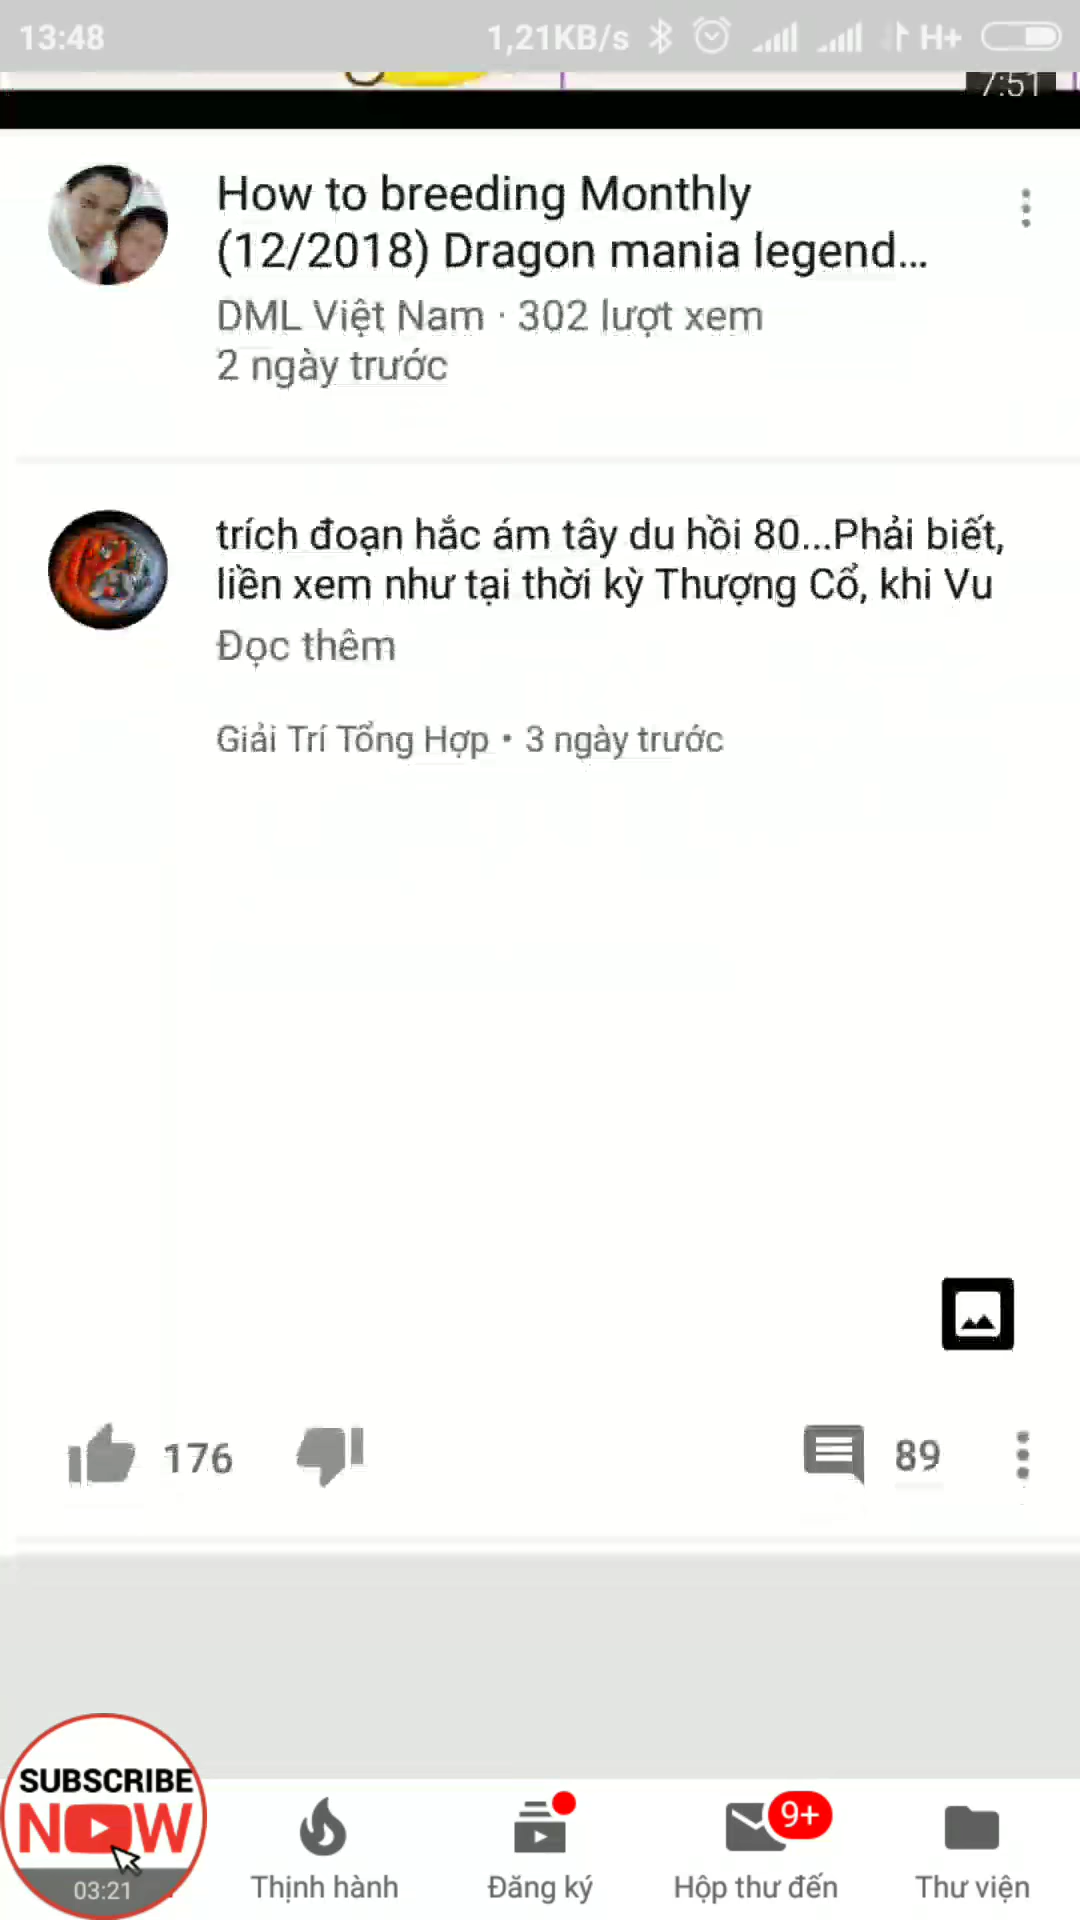 13:48
1,21KB/s H+
7:51
How to breeding Monthly
(12/2018) Dragon mania legend...
DML Việt Nam · 302 lượt xem
2 ngày trước
trích đoạn hắc ám tây du hồi 80...Phải biết,
liền xem như tại thời kỳ Thượng Cổ, khi Vu
Đọc thêm
Giải Trí Tổng Hợp • 3 ngày trước
176
89
SUBSCRIBE
NOW
03:21
9+
Thịnh hành
Đăng ký
Hộp thư đến
Thư viện